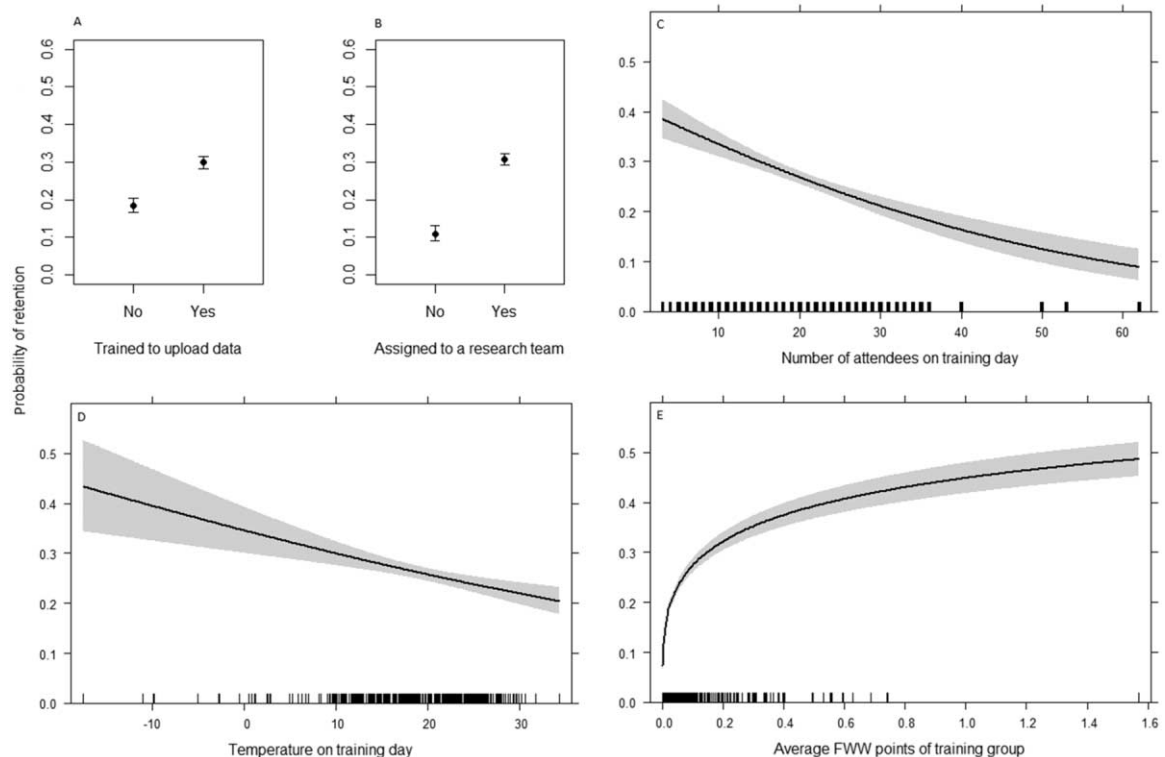 Probability of retention
A
0.6
0.5
0.4
0.3
0.2
0.1
0.0
No Yes
Trained to upload data
B
0.6
0.5
0.4
0.3
0.2
0.1
0.0
No Yes
Assigned to a research team
C
0.5
0.4
0.3
0.2
0.1
0.0
10 20 30 40 50 60
Number of attendees on training day
D
0.5
0.4
0.3
0.2
0.1
0.0
-10 0 10 20 30
Temperature on training day
E
0.5
0.4
0.3
0.2
0.1
0.0
0.0 0.2 0.4 0.6 0.8 1.0 1.2 1.4 1.6
Average FWW points of training group